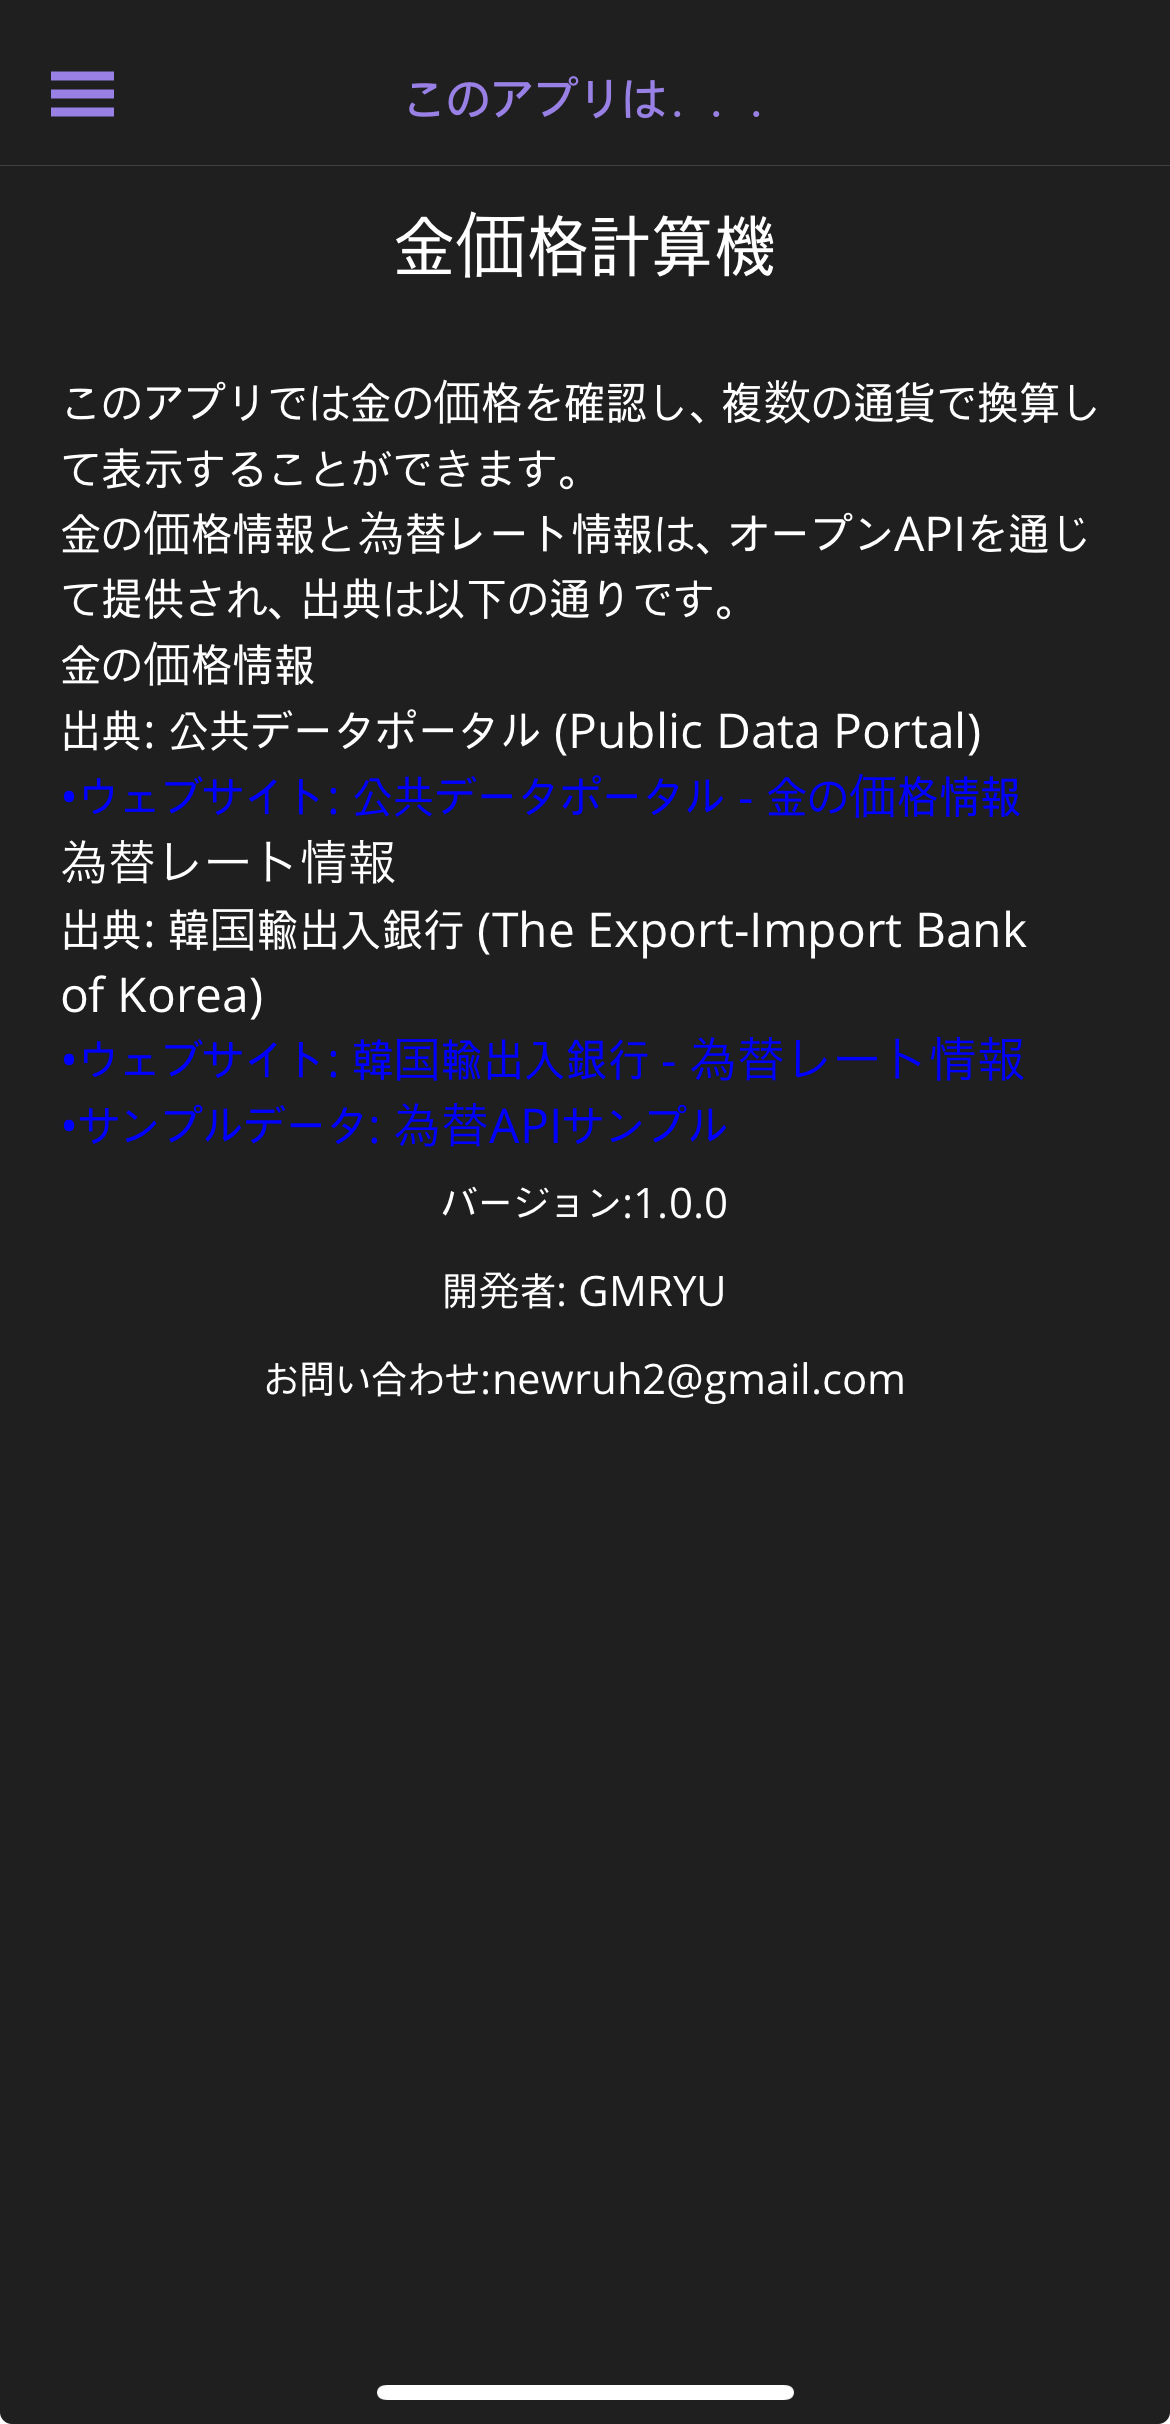 このアプリは．．．
金価格計算機
このアプリでは金の価格を確認し、複数の通貨で換算し
て表示することができます。
金の価格情報と為替レート情報は、オープンAPIを通じ
て提供され、出典は以下の通りです。
金の価格情報
出典: 公共データポータル (Public Data Portal)
•ウェブサイト: 公共データポータル - 金の価格情報
為替レート情報
出典: 韓国輸出入銀行 (The Export-Import Bank
of Korea)
•ウェブサイト: 韓国輸出入銀行 - 為替レート情報
•サンプルデータ: 為替APIサンプル
バージョン:1.0.0
開発者: GMRYU
お問い合わせ:newruh2@gmail.com